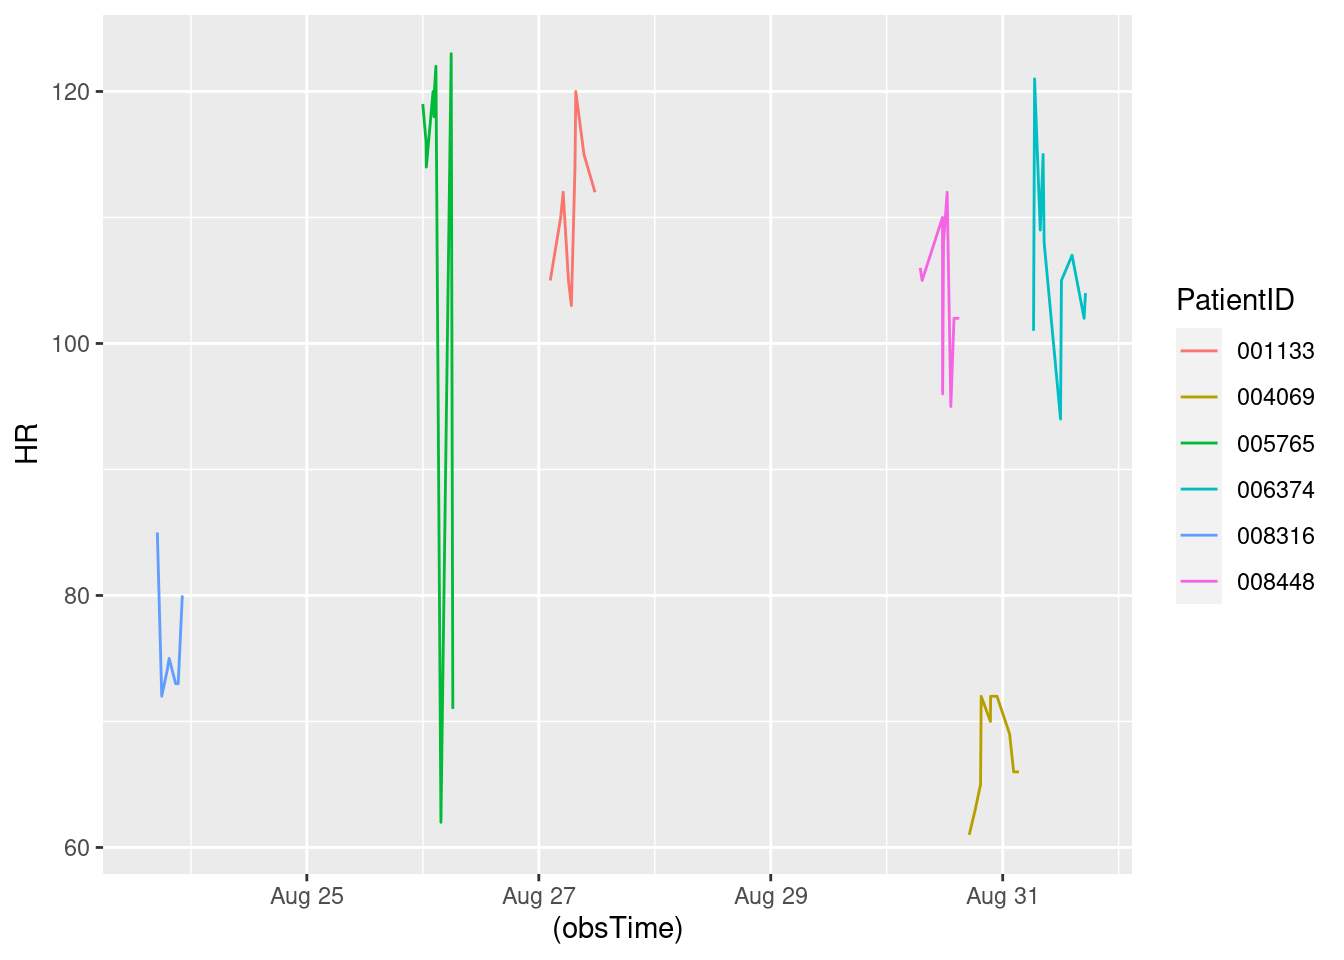 120
100
80
60
HR
Aug 25
Aug 27
Aug 29
Aug 31
(obsTime)
PatientID
001133
004069
005765
006374
008316
008448